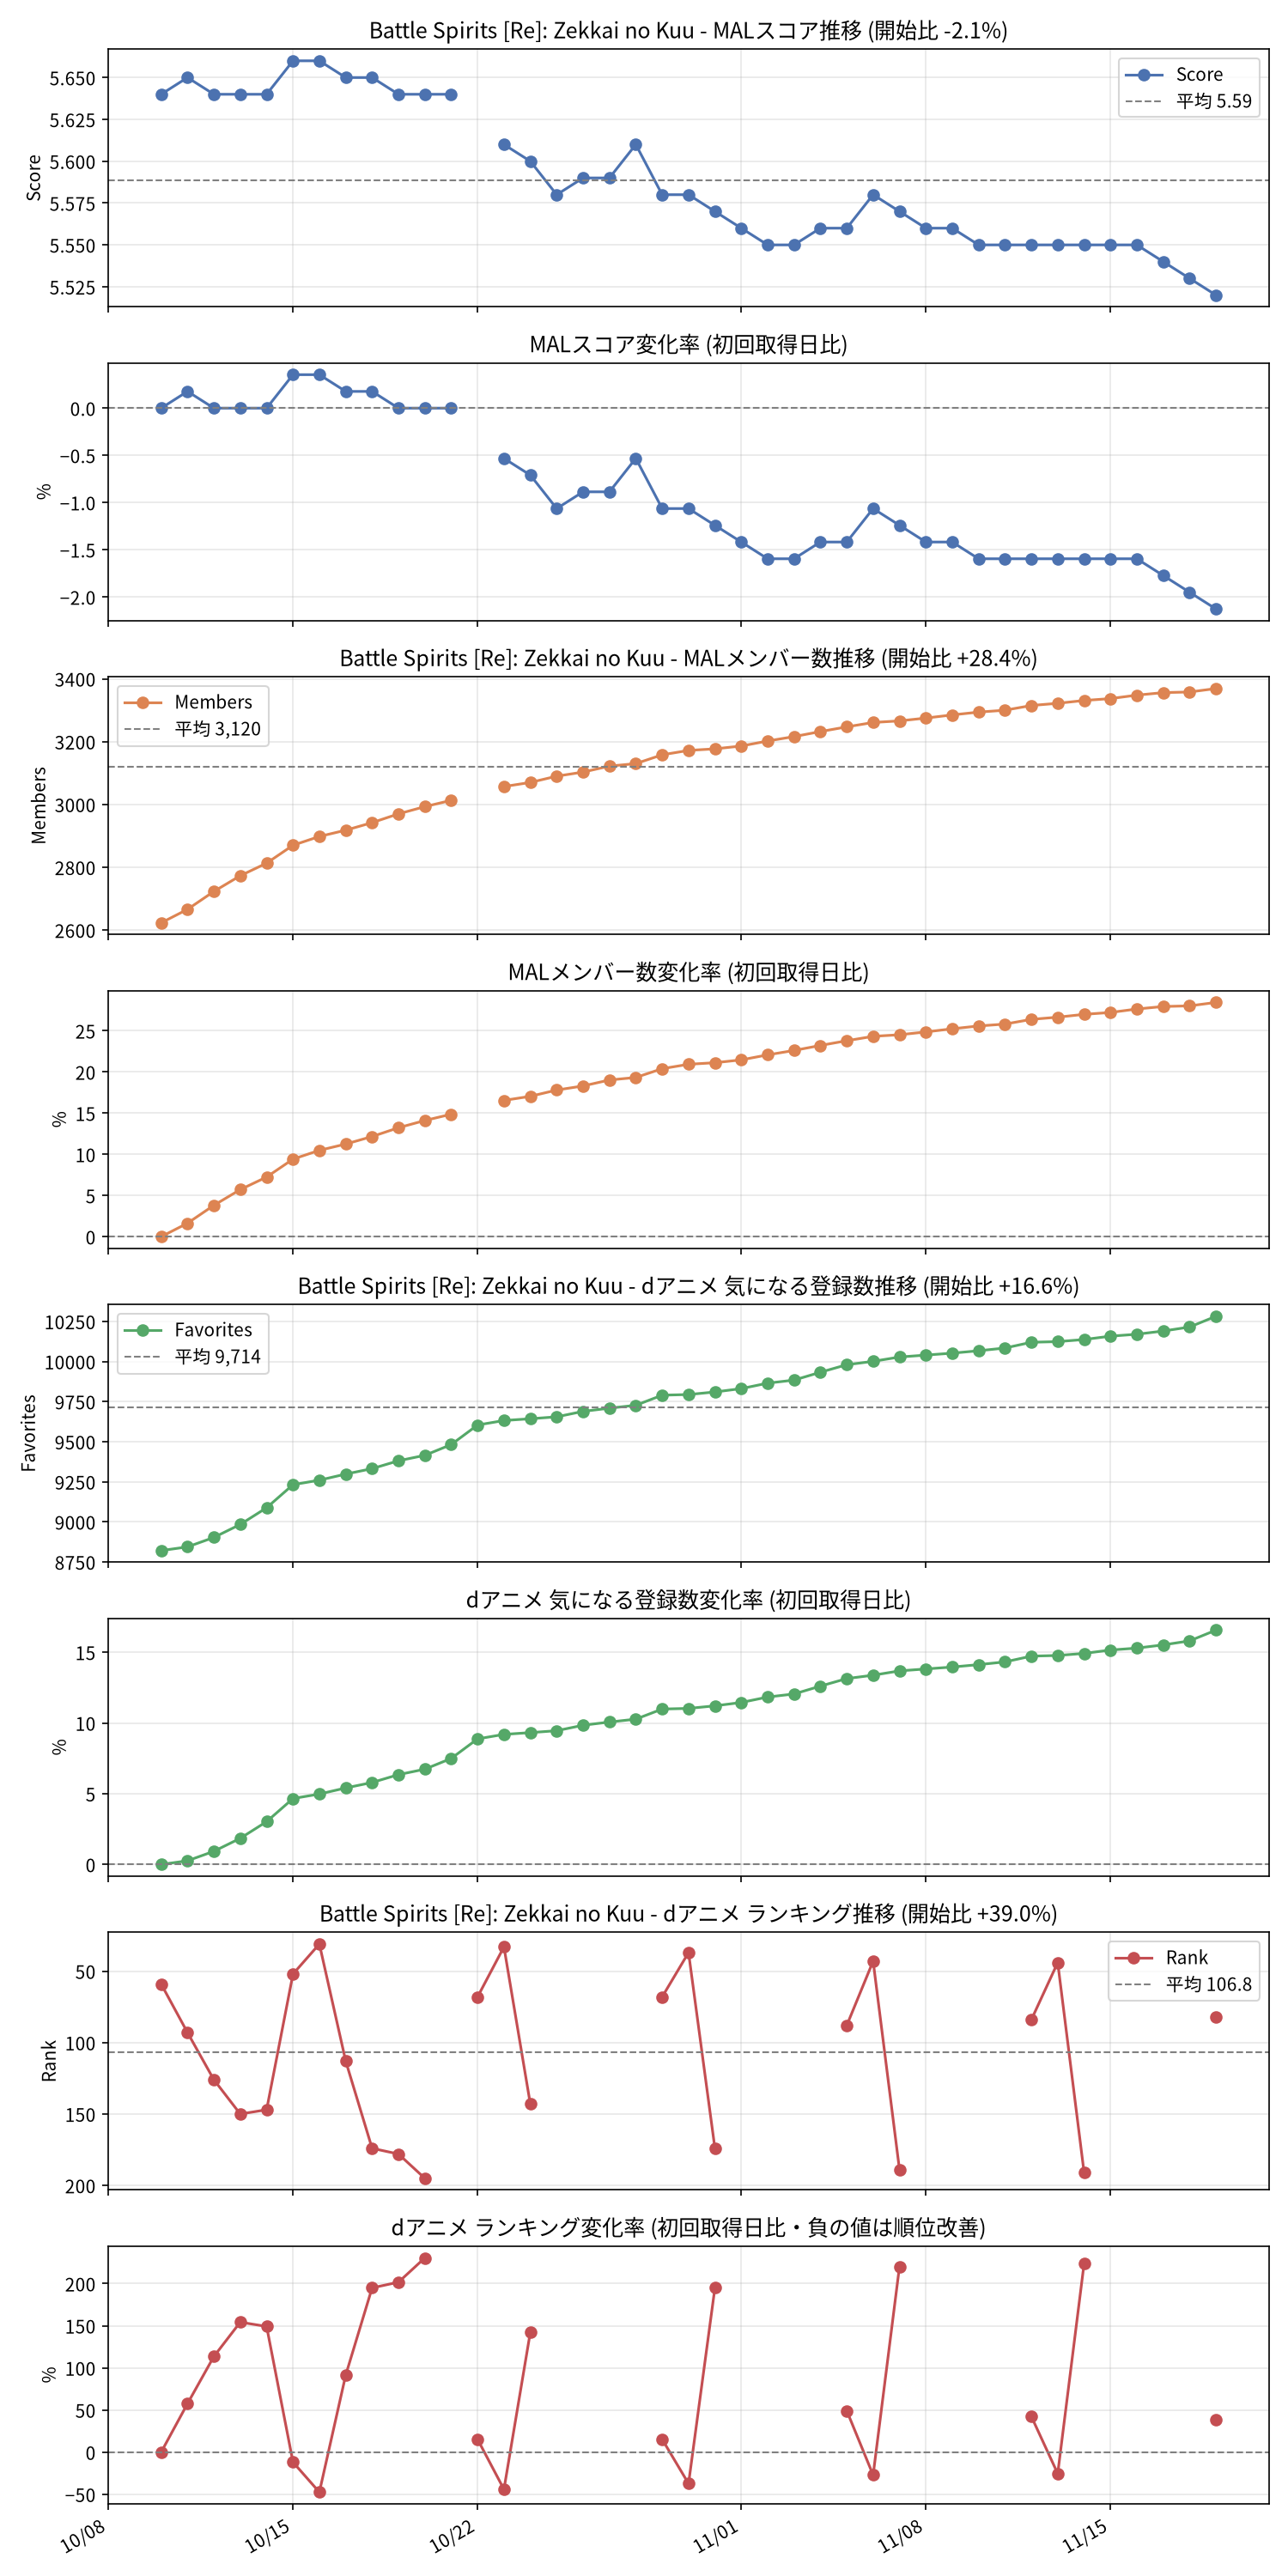 Battle Spirits [Re]: Zekkai no Kuu - MALスコア推移 (開始比 -2.1%)
Score
5.650
5.625
5.600
5.575
5.550
5.525
Score
平均 5.59
MALスコア変化率 (初回取得日比)
%
0.0
−0.5
−1.0
−1.5
−2.0
Battle Spirits [Re]: Zekkai no Kuu - MALメンバー数推移 (開始比 +28.4%)
Members
3400
3200
3000
2800
2600
Members
平均 3,120
MALメンバー数変化率 (初回取得日比)
%
25
20
15
10
5
0
Battle Spirits [Re]: Zekkai no Kuu - dアニメ 気になる登録数推移 (開始比 +16.6%)
Favorites
10250
10000
9750
9500
9250
9000
8750
Favorites
平均 9,714
dアニメ 気になる登録数変化率 (初回取得日比)
%
15
10
5
0
Battle Spirits [Re]: Zekkai no Kuu - dアニメ ランキング推移 (開始比 +39.0%)
Rank
50
100
150
200
Rank
平均 106.8
dアニメ ランキング変化率 (初回取得日比・負の値は順位改善)
%
200
150
100
50
0
−50
10/08
10/15
10/22
11/01
11/08
11/15